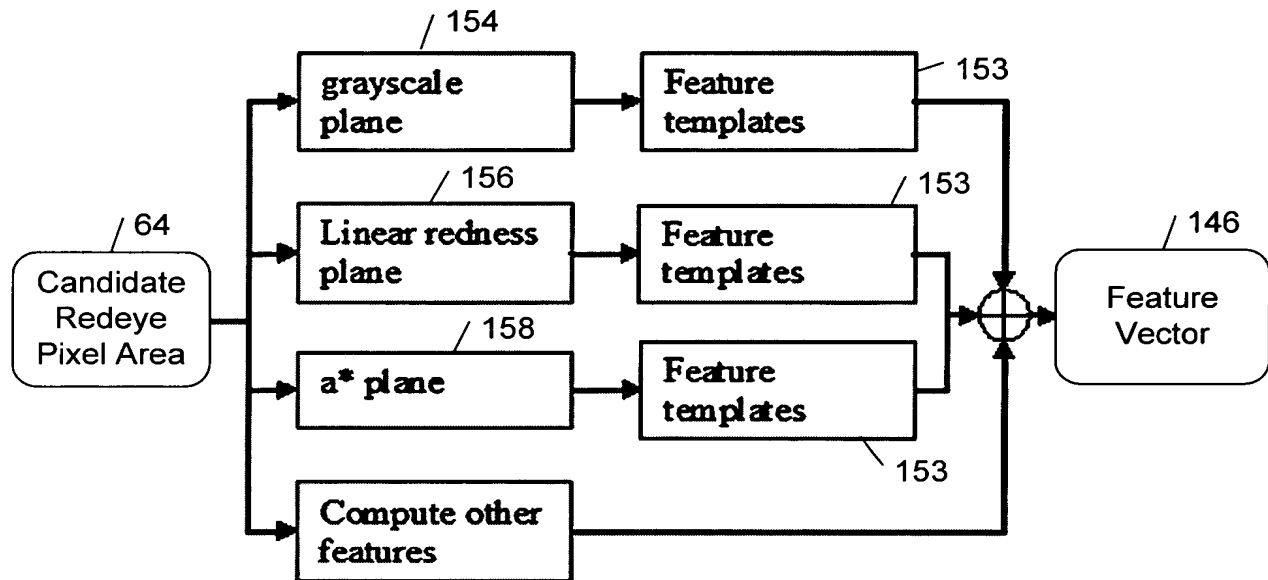 154
grayscale
plane
153
Feature
templates
156
Linear redness
plane
153
Feature
templates
64
Candidate
Redeye
Pixel Area
146
Feature
Vector
158
a* plane
Feature
templates
153
Compute other
features